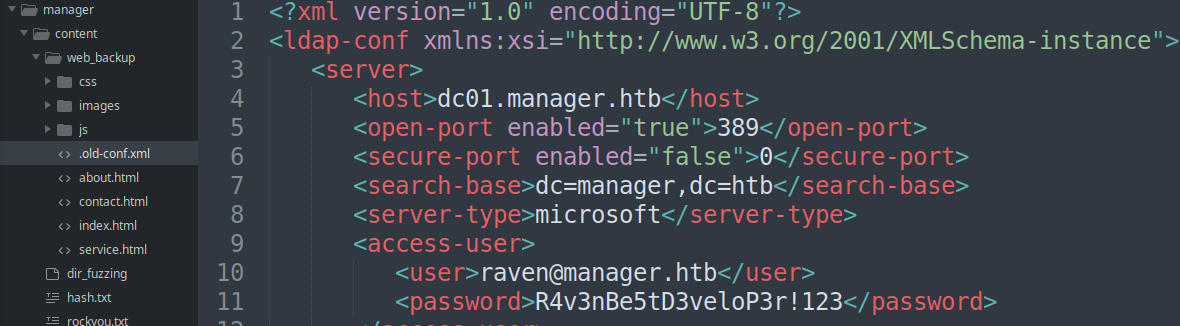 manager
content
web_backup
css
images
js
.old-conf.xml
about.html
contact.html
index.html
service.html
dir_fuzzing
hash.txt
rockyou.txt
1 <?xml version="1.0" encoding="UTF-8"?>
2 <ldap-conf xmlns:xsi="http://www.w3.org/2001/XMLSchema-instance">
3 <server>
4 <host>dc01.manager.htb</host>
5 <open-port enabled="true">389</open-port>
6 <secure-port enabled="false">0</secure-port>
7 <search-base>dc=manager,dc=htb</search-base>
8 <server-type>microsoft</server-type>
9 <access-user>
10 <user>raven@manager.htb</user>
11 <password>R4v3nBe5tD3veloP3r!123</password>
12 </access-user>